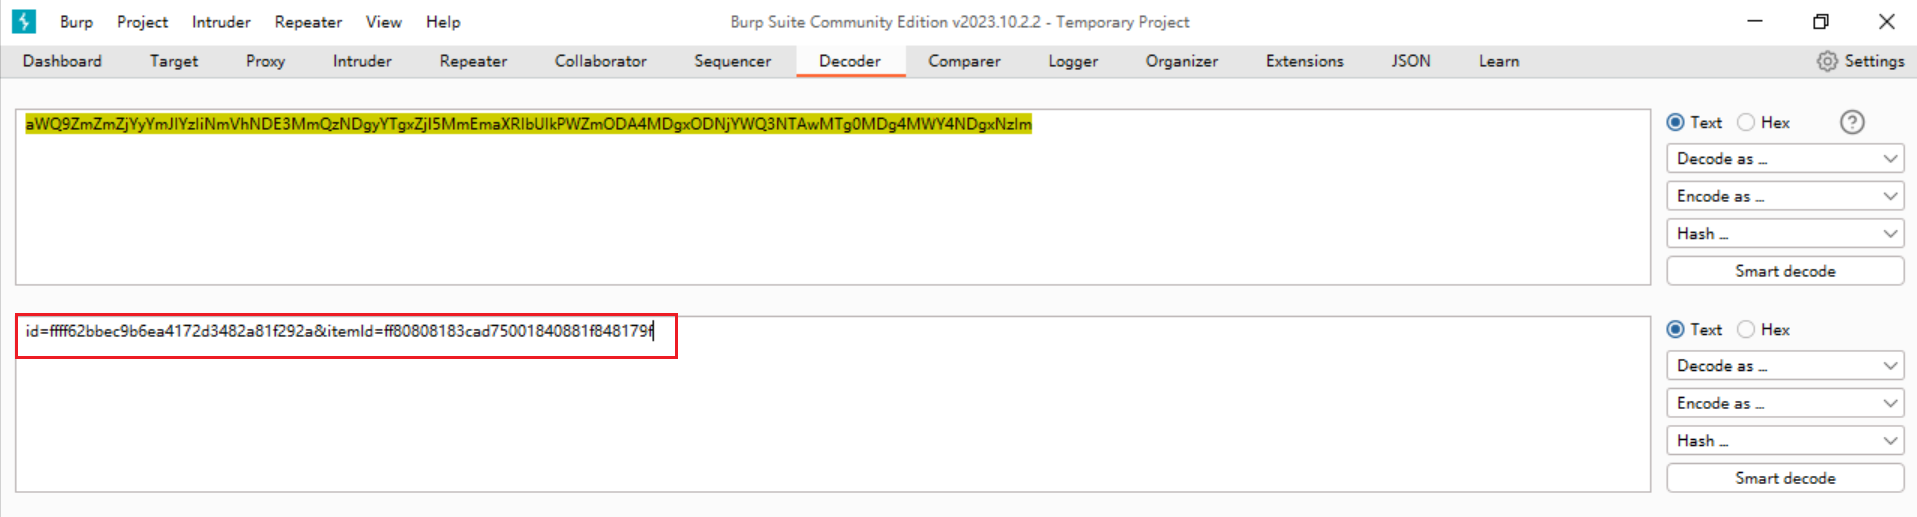 Burp Project Intruder Repeater View Help Burp Suite Community Edition v2023.10.2.2 - Temporary Project
Dashboard Target Proxy Intruder Repeater Collaborator Sequencer Decoder Comparer Logger Organizer Extensions JSON Learn Settings
aWQ9ZmZmZjYyYmJlYzliNmVhNDE3MmQzNDgyYTgxZjI5MmEmaXRlbUlkPWZmODA4MDgxODNjYWQ3NTAwMTg0MDg4MWY4NDgxNzlm
Text Hex ?
Decode as ...
Encode as ...
Hash ...
Smart decode
id=ffff62bbec9b6ea4172d3482a81f292a&itemId=ff80808183cad75001840881f848179f
Text Hex
Decode as ...
Encode as ...
Hash ...
Smart decode